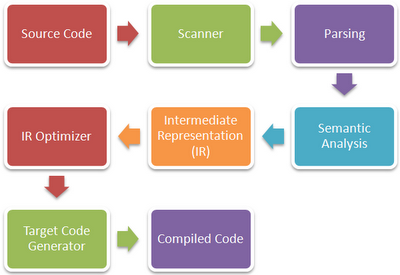 Source Code
Scanner
Parsing
Semantic
Analysis
Intermediate
Representation
(IR)
IR Optimizer
Target Code
Generator
Compiled Code